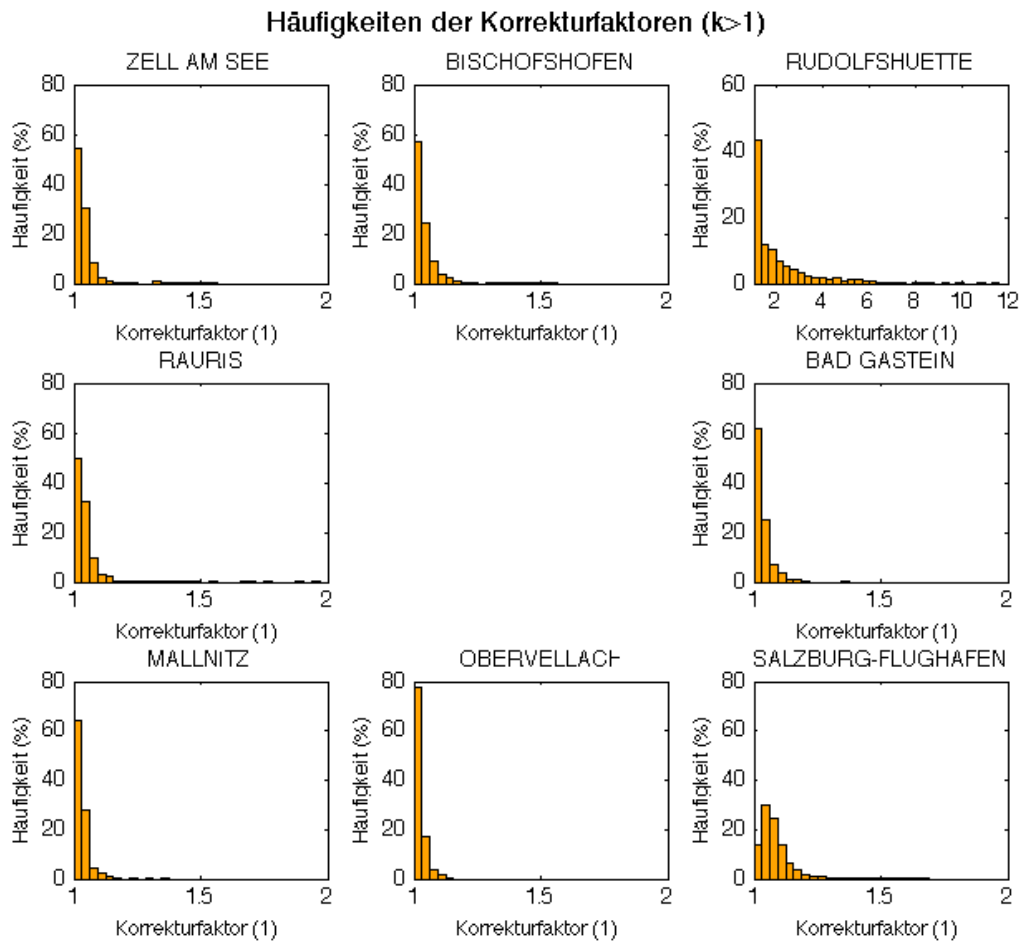 Häufigkeiten der Korrekturfaktoren (k>1)
ZELL AM SEE
Häufigkeit (%)
80
60
40
20
0
1
1.5
2
Korrekturfaktor (1)
BISCHOFSHOFEN
Häufigkeit (%)
80
60
40
20
0
1
1.5
2
Korrekturfaktor (1)
RUDOLFSHUETTE
Häufigkeit (%)
60
40
20
0
2
4
6
8
10
12
Korrekturfaktor (1)
RAURIS
Häufigkeit (%)
80
60
40
20
0
1
1.5
2
Korrekturfaktor (1)
BAD GASTEIN
Häufigkeit (%)
80
60
40
20
0
1
1.5
2
Korrekturfaktor (1)
MALLNITZ
Häufigkeit (%)
80
60
40
20
0
1
1.5
2
Korrekturfaktor (1)
OBERVELLACH
Häufigkeit (%)
80
60
40
20
0
1
1.5
2
Korrekturfaktor (1)
SALZBURG-FLUGHAFEN
Häufigkeit (%)
80
60
40
20
0
1
1.5
2
Korrekturfaktor (1)